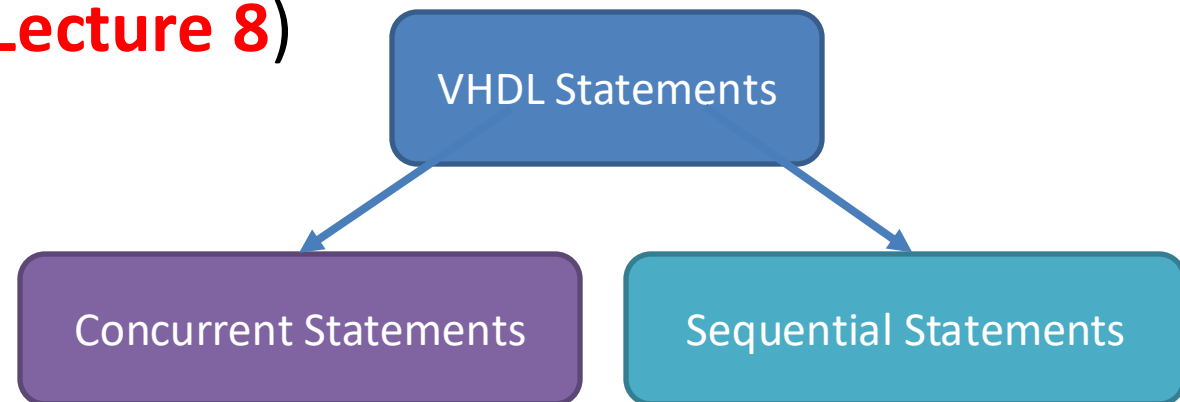 Lecture 8)
VHDL Statements
Concurrent Statements
Sequential Statements